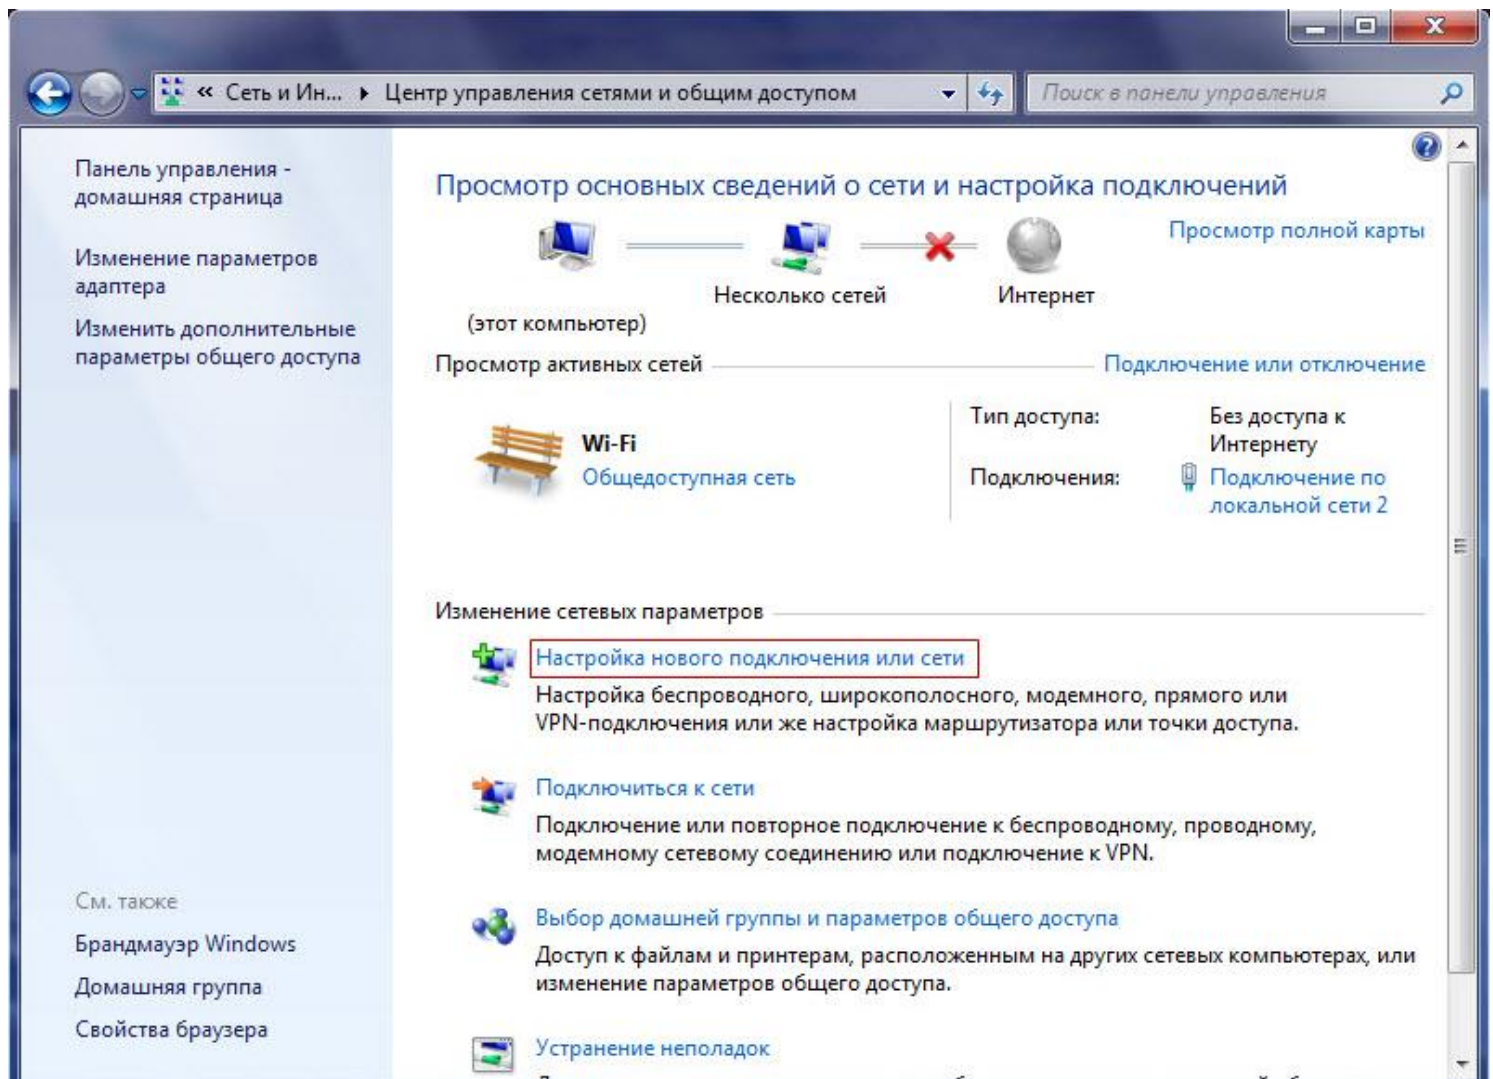 « Сеть и Ин... Центр управления сетями и общим доступом
Поиск в панели управления
Панель управления -
домашняя страница
Изменение параметров
адаптера
Изменить дополнительные
параметры общего доступа
Просмотр основных сведений о сети и настройка подключений
Просмотр полной карты
Несколько сетей
Интернет
(этот компьютер)
Просмотр активных сетей
Подключение или отключение
Wi-Fi
Общедоступная сеть
Тип доступа:
Без доступа к
Интернету
Подключения:
Подключение по
локальной сети 2
Изменение сетевых параметров
Настройка нового подключения или сети
Настройка беспроводного, широкополосного, модемного, прямого или
VPN-подключения или же настройка маршрутизатора или точки доступа.
Подключиться к сети
Подключение или повторное подключение к беспроводному, проводному,
модемному сетевому соединению или подключение к VPN.
Выбор домашней группы и параметров общего доступа
Доступ к файлам и принтерам, расположенным на других сетевых компьютерах, или
изменение параметров общего доступа.
Устранение неполадок
См. также
Брандмауэр Windows
Домашняя группа
Свойства браузера